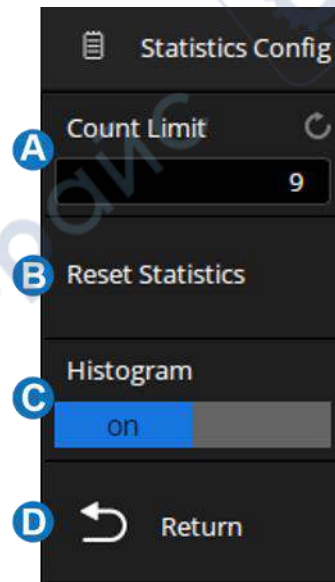 Statistics Config
A
Count Limit
9
B
Reset Statistics
Histogram
C
on
D
Return